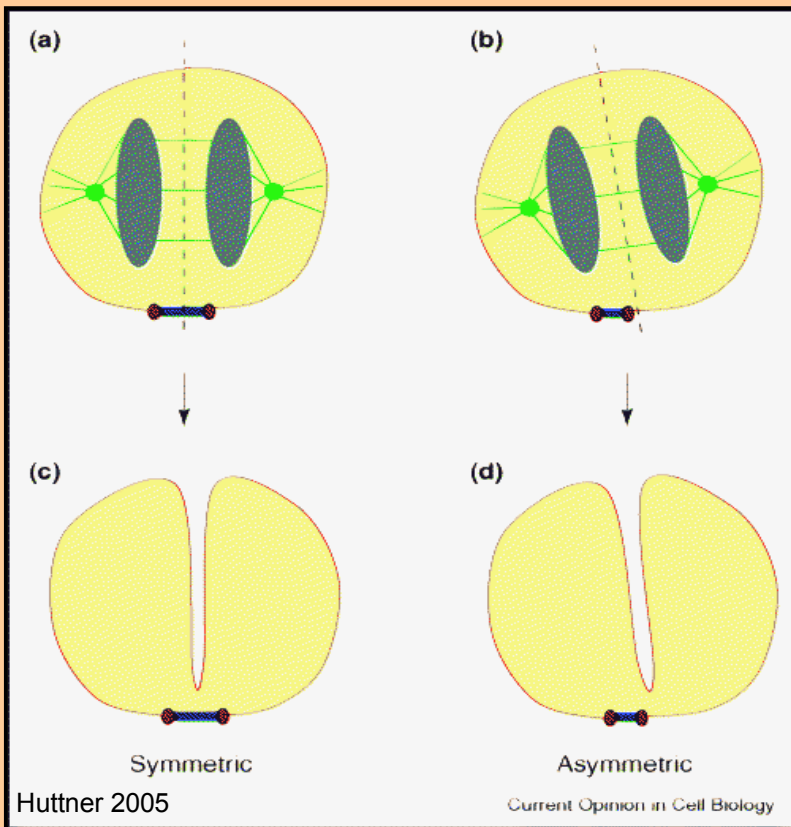 (a)
(b)
(c)
(d)
Symmetric
Asymmetric
Huttner 2005
Current Opinion in Cell Biology